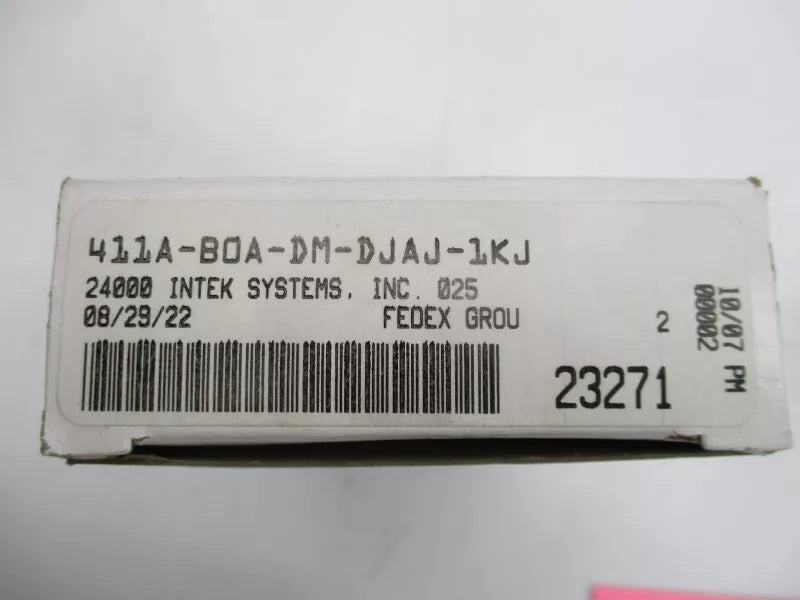 411A-B0A-DM-DJAJ-1KJ
24000 INTEK SYSTEMS, INC. 025
08/29/22 FEDEX GROU 2
23271
10/07 PM
00002